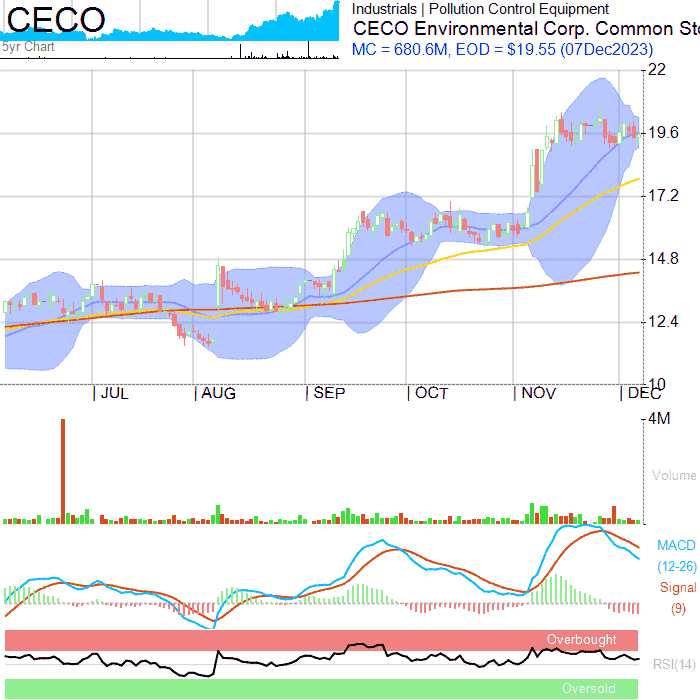 CECO
5yr Chart
Industrials | Pollution Control Equipment
CECO Environmental Corp. Common Sto
MC = 680.6M, EOD = $19.55 (07Dec2023)
22
19.6
17.2
14.8
12.4
10
JUL AUG SEP OCT NOV DEC
4M
Volume
MACD
(12-26)
Signal
(9)
Overbought
RSI(14)
Oversold